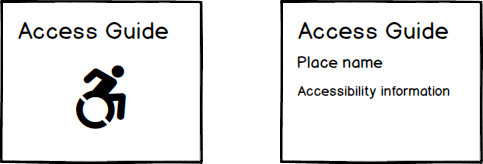 Access Guide
Access Guide
Place name
Accessibility information